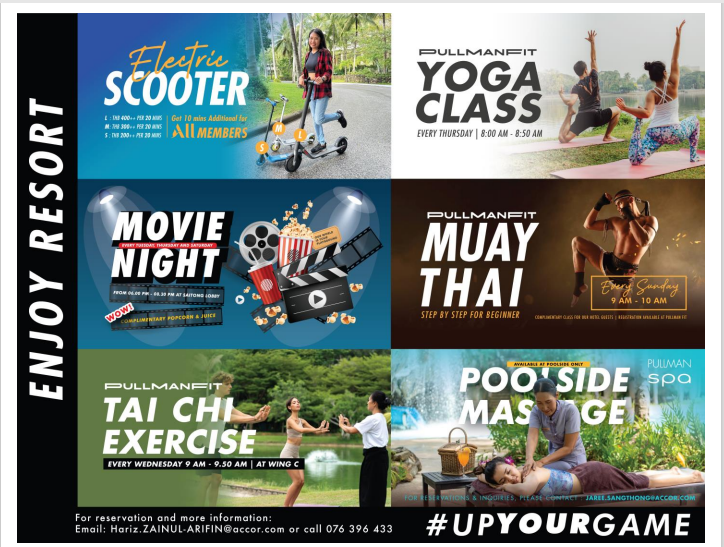 ENJOY RESORT
Electric
SCOOTER
L : THB 400++ PER 20 MINS
M: THB 300++ PER 20 MINS
S : THB 200++ PER 20 MINS
Get 10 mins Additional for
All MEMBERS
S
M
L
PULLMANFIT
YOGA
CLASS
EVERY THURSDAY | 8:00 AM - 8:50 AM
MOVIE
EVERY TUESDAY, THURSDAY AND SATURDAY
NIGHT
FROM 06.00 PM - 08.30 PM AT SAITONG LOBBY
WOW!
COMPLIMENTARY POPCORN & JUICE
PULLMANFIT
MUAY
THAI
STEP BY STEP FOR BEGINNER
Every Sunday
9 AM - 10 AM
COMPLIMENTARY CLASS FOR OUR HOTEL GUESTS | REGISTRATION AVAILABLE AT PULLMAN FIT
PULLMANFIT
TAI CHI
EXERCISE
EVERY WEDNESDAY 9 AM - 9.50 AM | AT WING C
AVAILABLE AT POOLSIDE ONLY
POOLSIDE
MASSAGE
PULLMAN
spa
FOR RESERVATIONS & INQUIRIES, PLEASE CONTACT : JAREE.SANGTHONG@ACCOR.COM
For reservation and more information:
Email: Hariz.ZAINUL-ARIFIN@accor.com or call 076 396 433
#UPYOURGAME